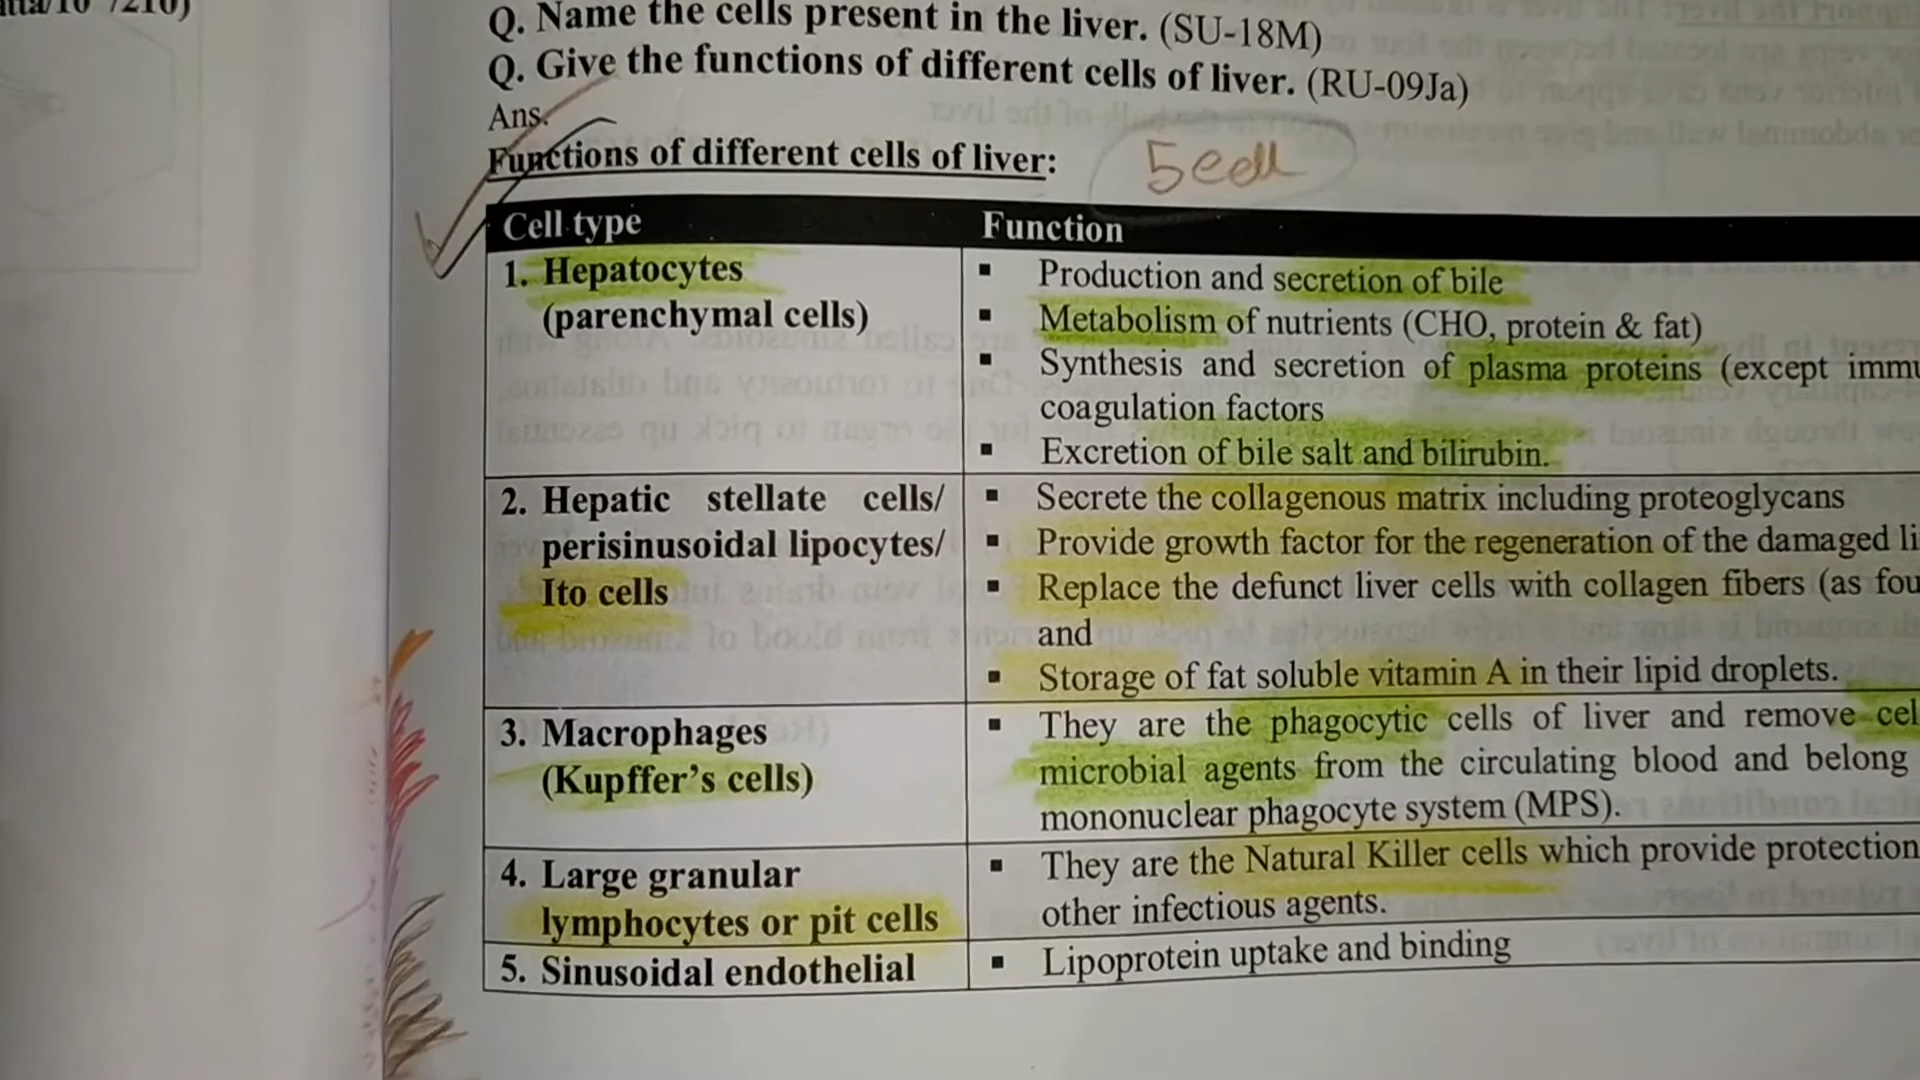 Q. Name the cells present in the liver. (SU-18M)
Q. Give the functions of different cells of liver. (RU-09Ja)
Ans.
Functions of different cells of liver:
5 cell
Cell type
Function
1. Hepatocytes
(parenchymal cells)
▪ Production and secretion of bile
▪ Metabolism of nutrients (CHO, protein & fat)
▪ Synthesis and secretion of plasma proteins (except
coagulation factors
▪ Excretion of bile salt and bilirubin.
2. Hepatic stellate cells/
perisinusoidal lipocytes/
Ito cells
▪ Secrete the collagenous matrix including proteoglycans
▪ Provide growth factor for the regeneration of the damaged
▪ Replace the defunct liver cells with collagen fibers (as
and
▪ Storage of fat soluble vitamin A in their lipid droplets.
3. Macrophages
(Kupffer's cells)
▪ They are the phagocytic cells of liver and remove
microbial agents from the circulating blood and belong
mononuclear phagocyte system (MPS).
4. Large granular
lymphocytes or pit cells
▪ They are the Natural Killer cells which provide protection
other infectious agents.
5. Sinusoidal endothelial
▪ Lipoprotein uptake and binding